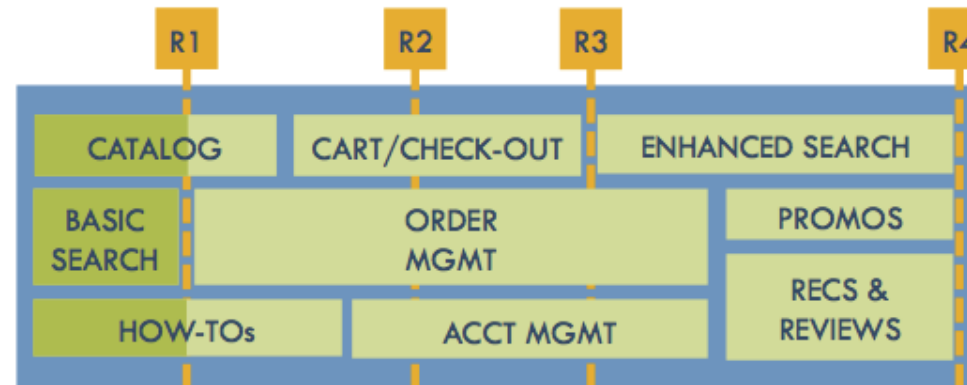 R1
R2
R3
R4
CATALOG
CART/CHECK-OUT
ENHANCED SEARCH
BASIC
SEARCH
ORDER
MGMT
PROMOS
RECS &
REVIEWS
HOW-TOs
ACCT MGMT